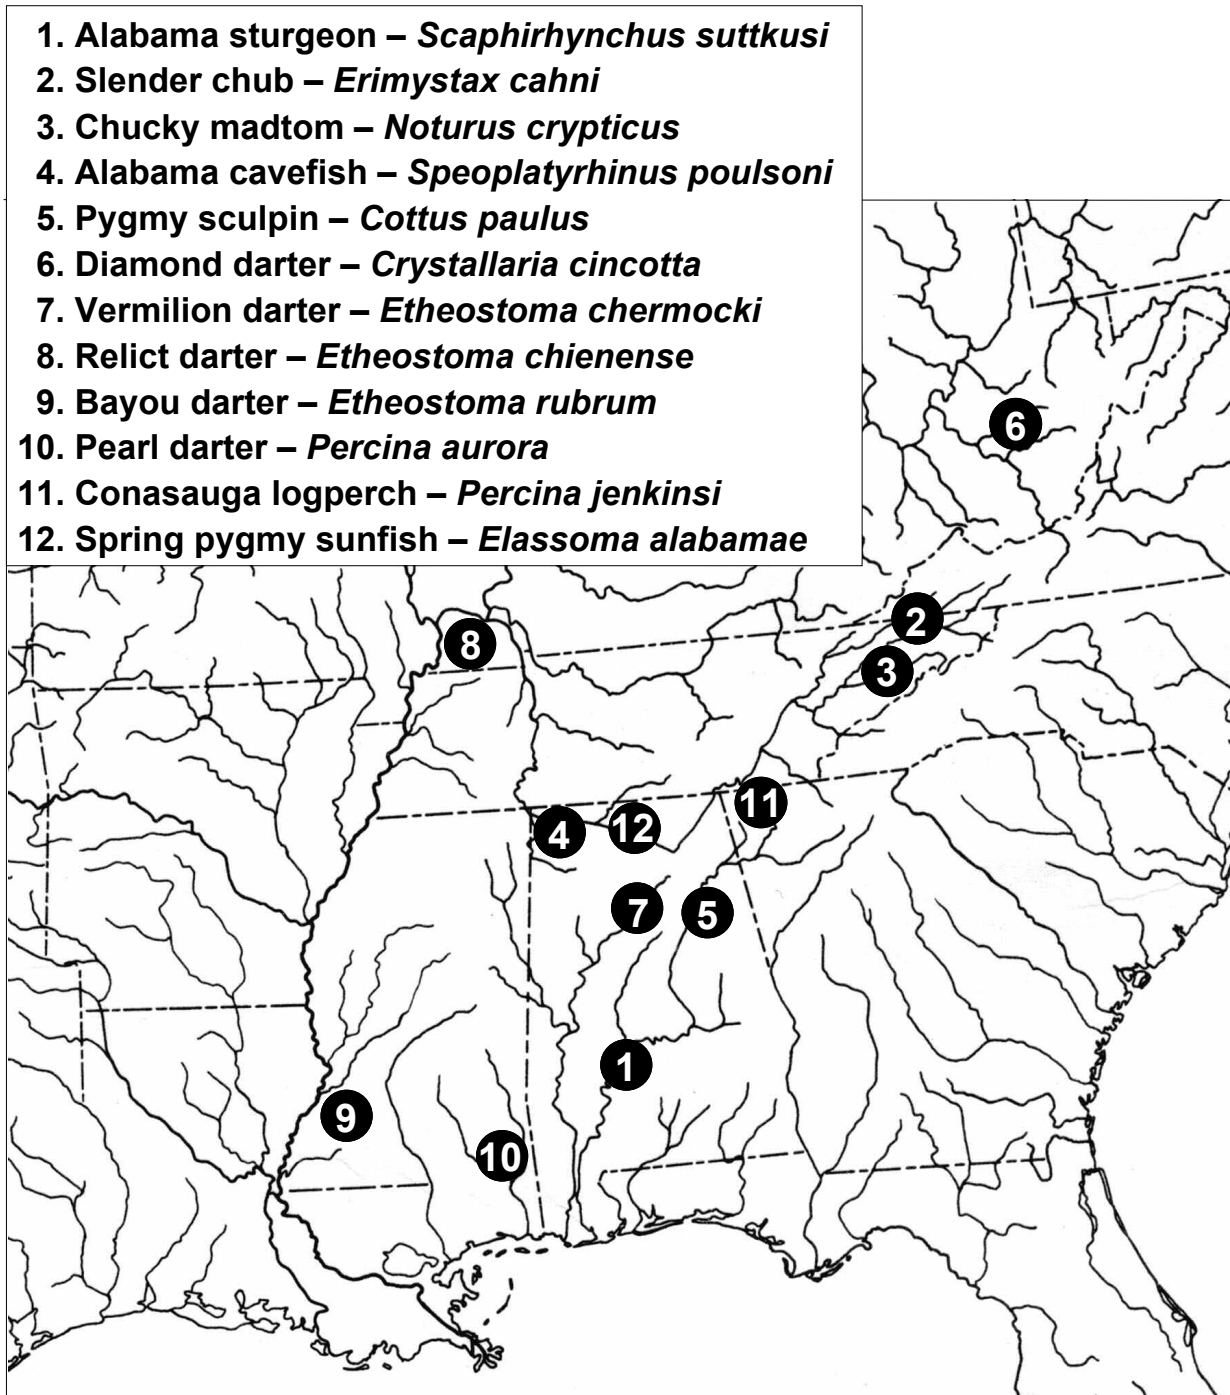 1. Alabama sturgeon – Scaphirhynchus suttkusi
2. Slender chub – Erimystax cahni
3. Chucky madtom – Noturus crypticus
4. Alabama cavefish – Speoplatyrhinus poulsoni
5. Pygmy sculpin – Cottus paulus
6. Diamond darter – Crystallaria cincotta
7. Vermilion darter – Etheostoma chermocki
8. Relict darter – Etheostoma chienense
9. Bayou darter – Etheostoma rubrum
10. Pearl darter – Percina aurora
11. Conasauga logperch – Percina jenkinsi
12. Spring pygmy sunfish – Elassoma alabamae
6
2
8
3
11
4
12
7
5
1
9
10